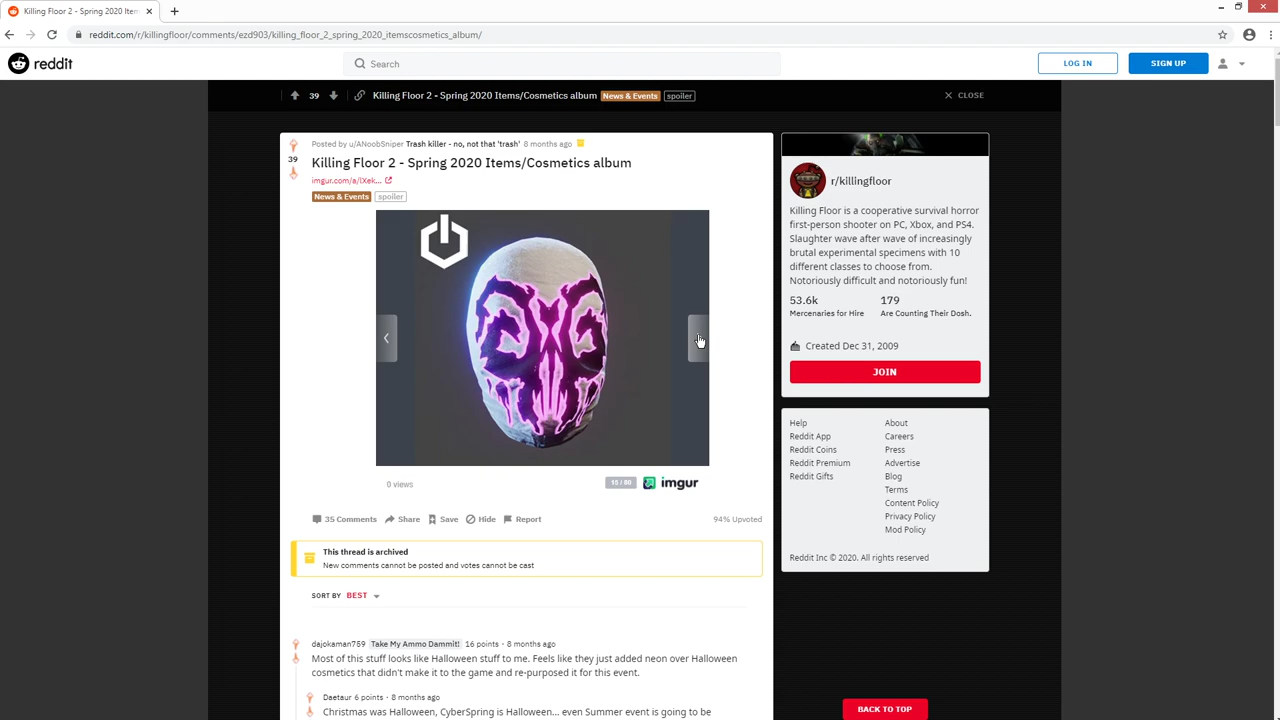 Killing Floor 2 - Spring 2020 Item
reddit.com/r/killingfloor/comments/ezd903/killing_floor_2_spring_2020_itemscosmetics_album/
reddit
Search
LOG IN
SIGN UP
39
Killing Floor 2 - Spring 2020 Items/Cosmetics album
News & Events
spoiler
CLOSE
Posted by u/ANoobSniper Trash killer - no, not that 'trash' 8 months ago
39
Killing Floor 2 - Spring 2020 Items/Cosmetics album
imgur.com/a/lXek...
News & Events
spoiler
0 views
15 / 80
imgur
35 Comments
Share
Save
Hide
Report
94% Upvoted
This thread is archived
New comments cannot be posted and votes cannot be cast
SORT BY BEST
dajokaman759 Take My Ammo Dammit! 16 points · 8 months ago
Most of this stuff looks like Halloween stuff to me. Feels like they just added neon over Halloween
cosmetics that didn't make it to the game and re-purposed it for this event.
Daetaur 6 points · 8 months ago
Christmas was Halloween, CyberSpring is Halloween... even Summer event is going to be
r/killingfloor
Killing Floor is a cooperative survival horror
first-person shooter on PC, Xbox, and PS4.
Slaughter wave after wave of increasingly
brutal experimental specimens with 10
different classes to choose from.
Notoriously difficult and notoriously fun!
53.6k
Mercenaries for Hire
179
Are Counting Their Dosh.
Created Dec 31, 2009
JOIN
Help
Reddit App
Reddit Coins
Reddit Premium
Reddit Gifts
About
Careers
Press
Advertise
Blog
Terms
Content Policy
Privacy Policy
Mod Policy
Reddit Inc © 2020. All rights reserved
BACK TO TOP